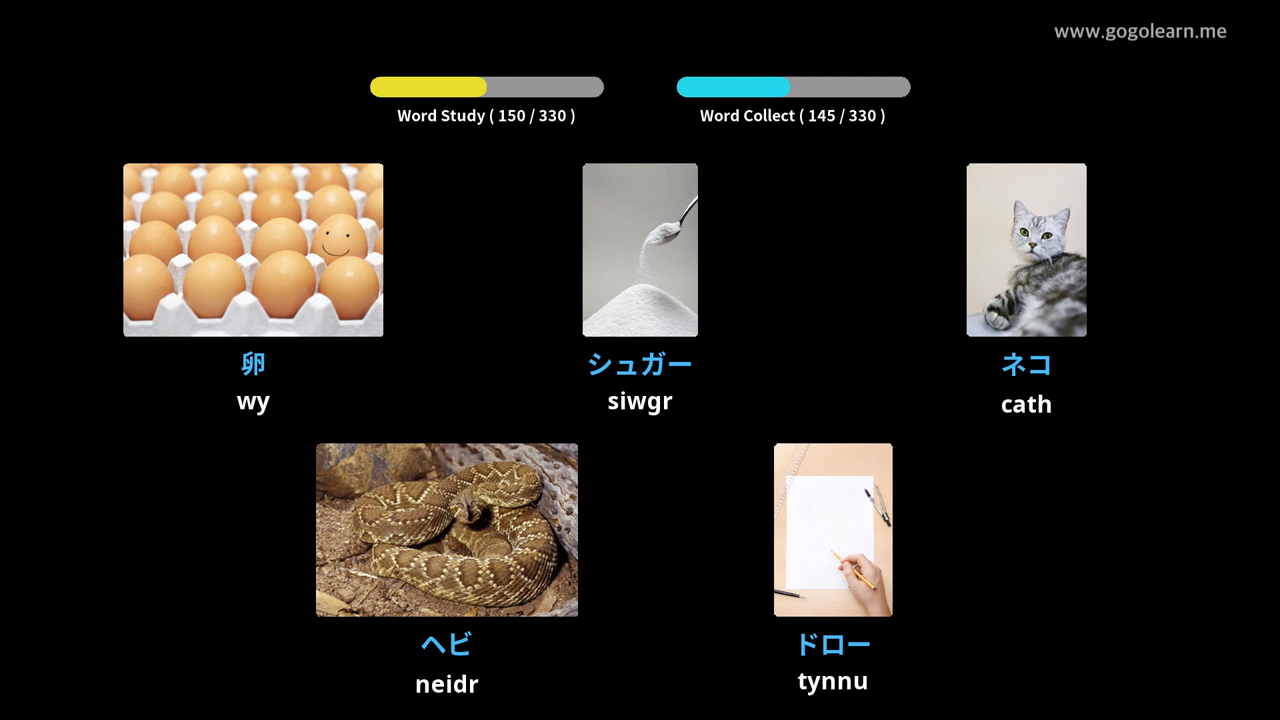 www.gogolearn.me
Word Study ( 150 / 330 )
Word Collect ( 145 / 330 )
卵
wy
シュガー
siwgr
ネコ
cath
ヘビ
neidr
ドロー
tynnu